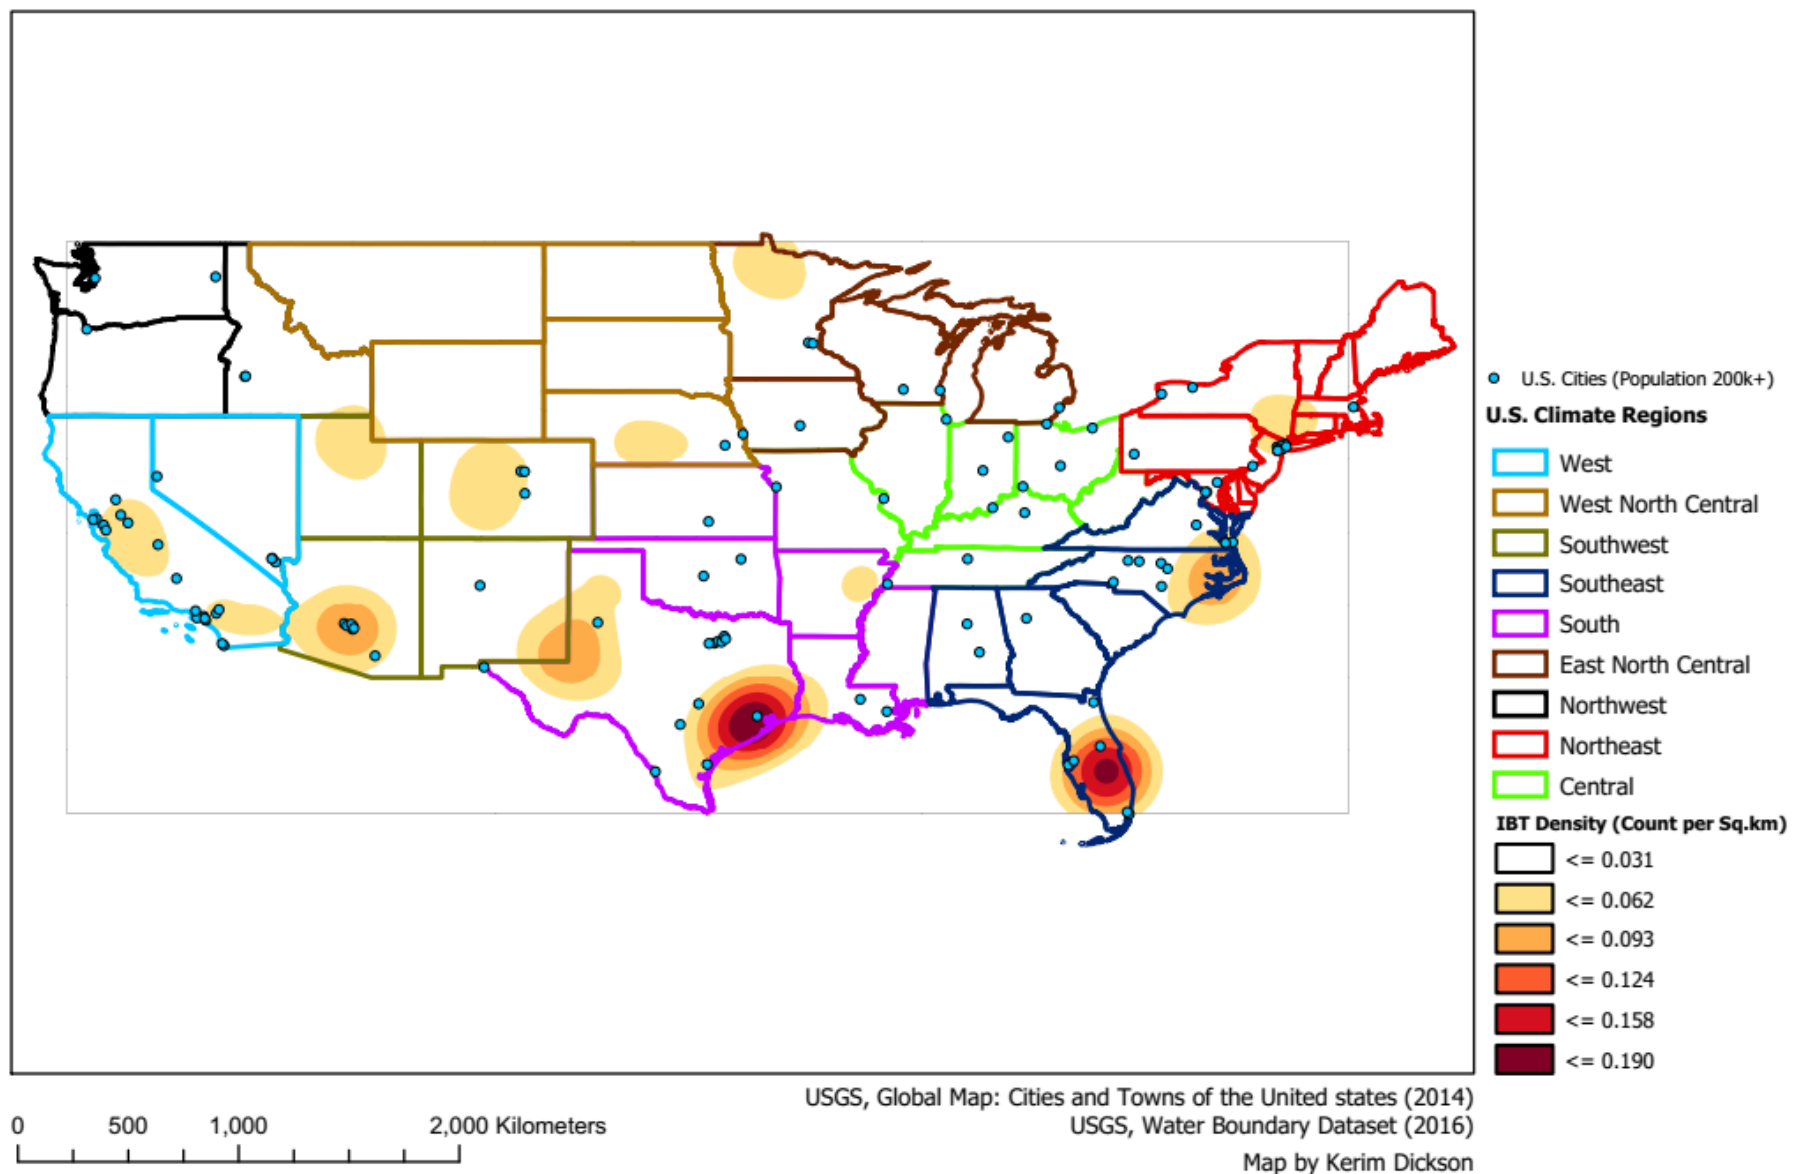 U.S. Cities (Population 200k+)
U.S. Climate Regions
West
West North Central
Southwest
Southeast
South
East North Central
Northwest
Northeast
Central
IBT Density (Count per Sq.km)
<= 0.031
<= 0.062
<= 0.093
<= 0.124
<= 0.158
<= 0.190
USGS, Global Map: Cities and Towns of the United states (2014)
USGS, Water Boundary Dataset (2016)
Map by Kerim Dickson
0 500 1,000 2,000 Kilometers